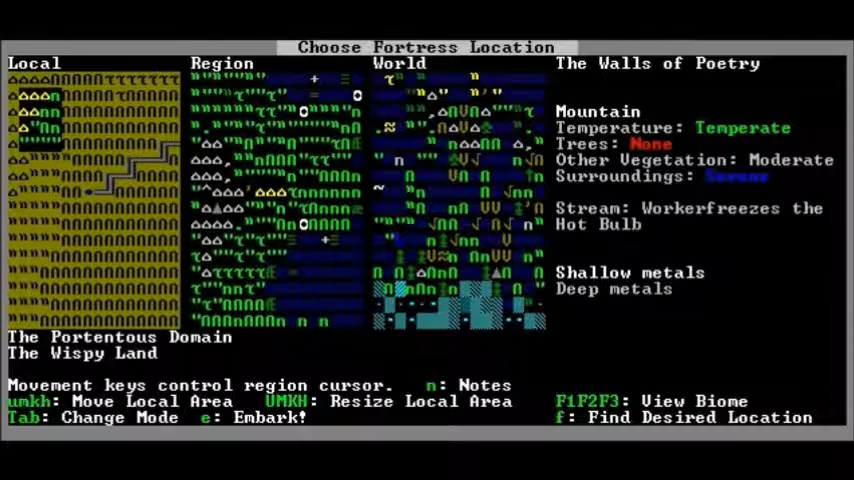 Choose Fortress Location
Local Region World The Walls of Poetry
Mountain
Temperature: Temperate
Trees: None
Other Vegetation: Moderate
Surroundings: Serene
Stream: Workerfreezes the
Hot Bulb
Shallow metals
Deep metals
The Portentous Domain
The Wispy Land
Movement keys control region cursor. n: Notes
umkh: Move Local Area UMKH: Resize Local Area F1F2F3: View Biome
Tab: Change Mode e: Embark! f: Find Desired Location